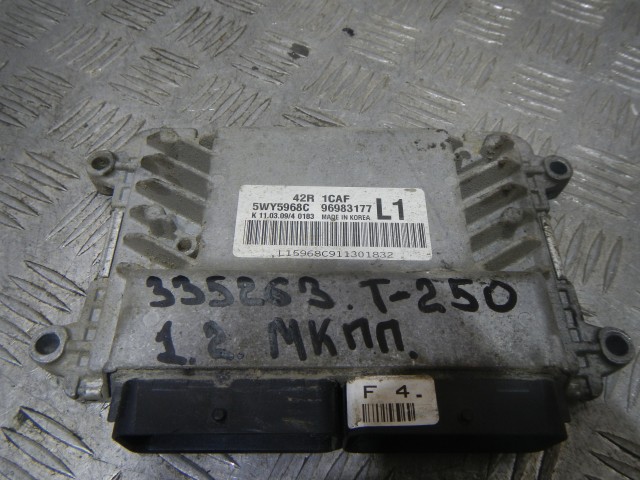 42R 1CAF
5WY5968C 96983177 L1
K 11.03.09/4 0183 MADE IN KOREA
L15968C911301832
335263. T-250
1.2. МКПП.
F 4.